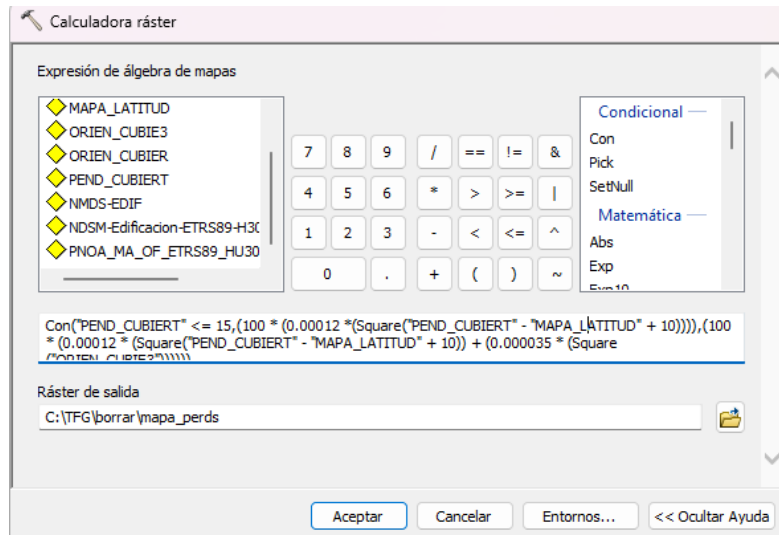 Calculadora ráster
Expresión de álgebra de mapas
MAPA_LATITUD
ORIEN_CUBIE3
ORIEN_CUBIER
PEND_CUBIERT
NMDS-EDIF
NDSM-Edificacion-ETRS89-H30
PNOA_MA_OF_ETRS89_HU30
7 8 9 / == != &
4 5 6 * > >= |
1 2 3 - < <= ^
0 . + ( ) ~
Condicional
Con
Pick
SetNull
Matemática
Abs
Exp
Exp10
Con("PEND_CUBIERT" <= 15,(100 * (0.00012 *(Square("PEND_CUBIERT" - "MAPA_LATITUD" + 10)))),(100
* (0.00012 * (Square("PEND_CUBIERT" - "MAPA_LATITUD" + 10)) + (0.000035 * (Square
("ORIEN_CUBIE3"))))))
Ráster de salida
C:\TFG\borrar\mapa_perds
Aceptar Cancelar Entornos... << Ocultar Ayuda